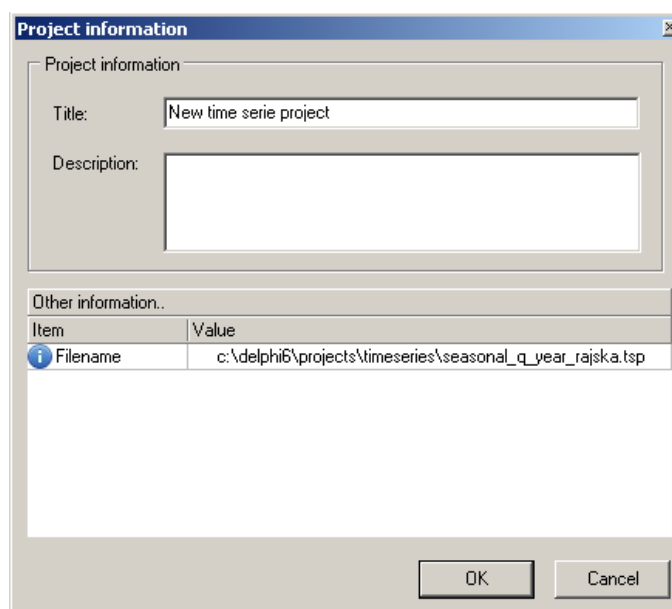 Project information
Project information
Title: New time serie project
Description:
Other information..
Item Value
Filename c:\delphi6\projects\timeseries\seasonal_q_year_rajska.tsp
OK Cancel